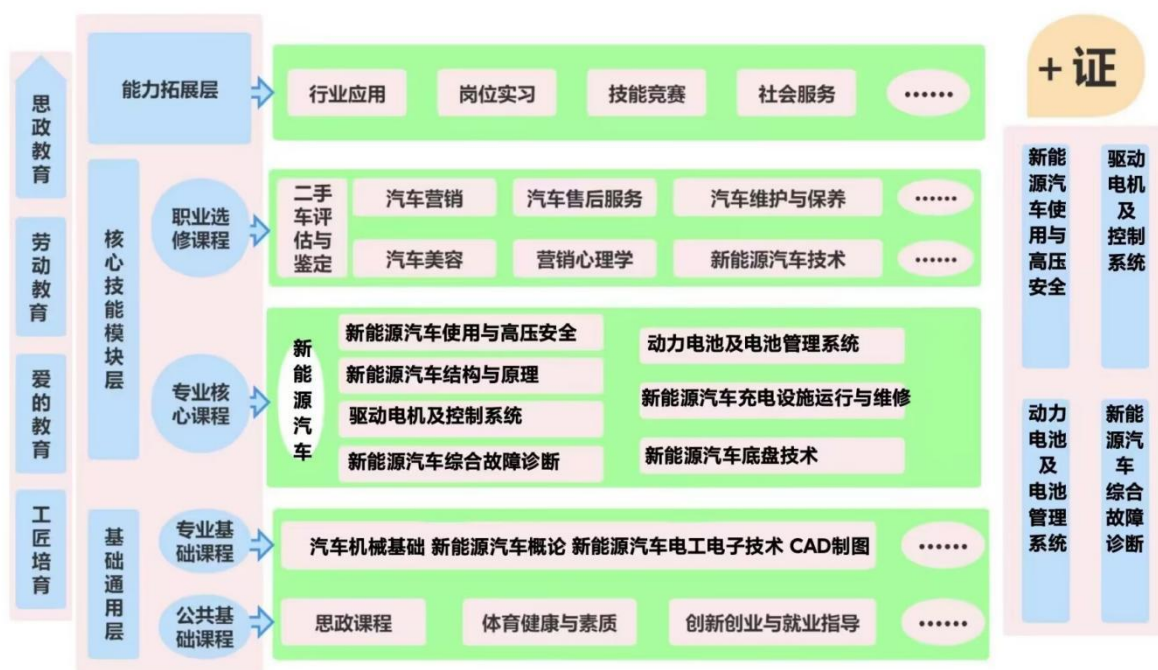 思政教育
劳动教育
爱的教育
工匠培育
能力拓展层
行业应用
岗位实习
技能竞赛
社会服务
……
核心技能模块层
职业选
修课程
二手
车评
估与
鉴定
汽车营销
汽车售后服务
汽车维护与保养
……
汽车美容
营销心理学
新能源汽车技术
……
专业核
心课程
新能源汽车
新能源汽车使用与高压安全
新能源汽车结构与原理
驱动电机及控制系统
新能源汽车综合故障诊断
动力电池及电池管理系统
新能源汽车充电设施运行与维修
新能源汽车底盘技术
基础通用层
专业基
础课程
汽车机械基础 新能源汽车概论 新能源汽车电工电子技术 CAD制图
……
公共基
础课程
思政课程
体育健康与素质
创新创业与就业指导
……
+证
新能
源汽
车使
用与
高压
安全
驱动
电机
及
控制
系统
动力
电池
及
电池
管理
系统
新能
源汽
车
综合
故障
诊断